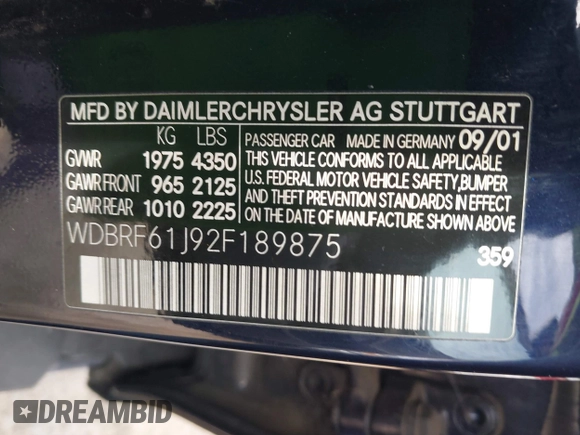 MFD BY DAIMLERCHRYSLER AG STUTTGART
KG LBS
GVWR 1975 4350
GAWR FRONT 965 2125
GAWR REAR 1010 2225
PASSENGER CAR MADE IN GERMANY 09/01
THIS VEHICLE CONFORMS TO ALL APPLICABLE
U.S. FEDERAL MOTOR VEHICLE SAFETY,BUMPER
AND THEFT PREVENTION STANDARDS IN EFFECT
ON THE DATE OF MANUFACTURE SHOWN ABOVE.
WDBRF61J92F189875
359
DREAMBID